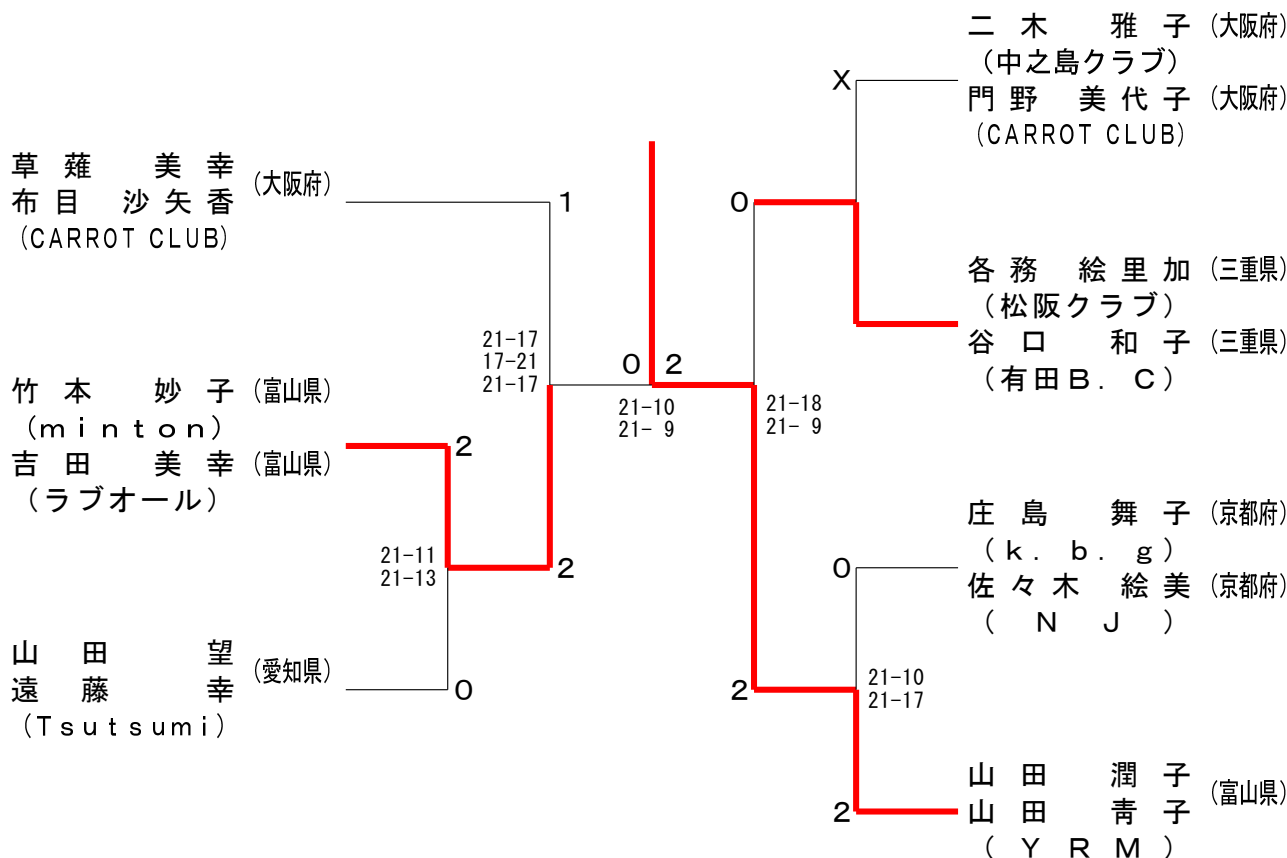 草薙 美幸 (大阪府)
布目 沙矢香
(CARROT CLUB)
竹本 妙子 (富山県)
(minton)
吉田 美幸 (富山県)
(ラブオール)
山田 望 (愛知県)
遠藤 幸
(Tsutsumi)
1
21-17
17-21
21-17
2
21-11
21-13
2
0
0 2
21-10
21- 9
二木 雅子 (大阪府)
(中之島クラブ)
門野 美代子 (大阪府)
(CARROT CLUB)
各務 絵里加 (三重県)
(松阪クラブ)
谷口 和子 (三重県)
(有田B. C)
庄島 舞子 (京都府)
(k. b. g)
佐々木 絵美 (京都府)
( N J )
山田 潤子 (富山県)
山田 青子
( Y R M )
X
0
21-18
21- 9
0
2
21-10
21-17
2